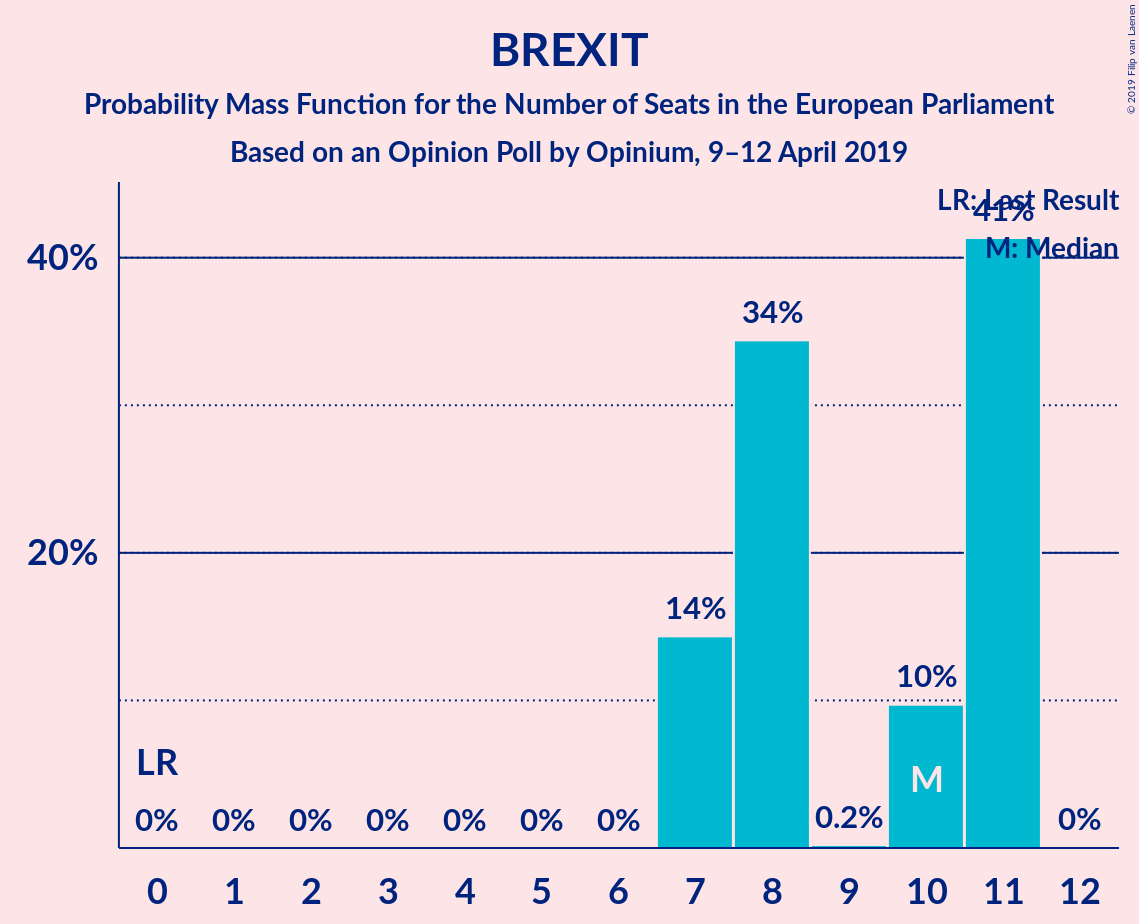 BREXIT
Probability Mass Function for the Number of Seats in the European Parliament
Based on an Opinion Poll by Opinium, 9–12 April 2019
© 2019 Filip van Laenen
LR: Last Result
M: Median
41%
40%
34%
20%
14%
10%
LR
M
0% 0% 0% 0% 0% 0% 0% 0.2% 0%
0 1 2 3 4 5 6 7 8 9 10 11 12